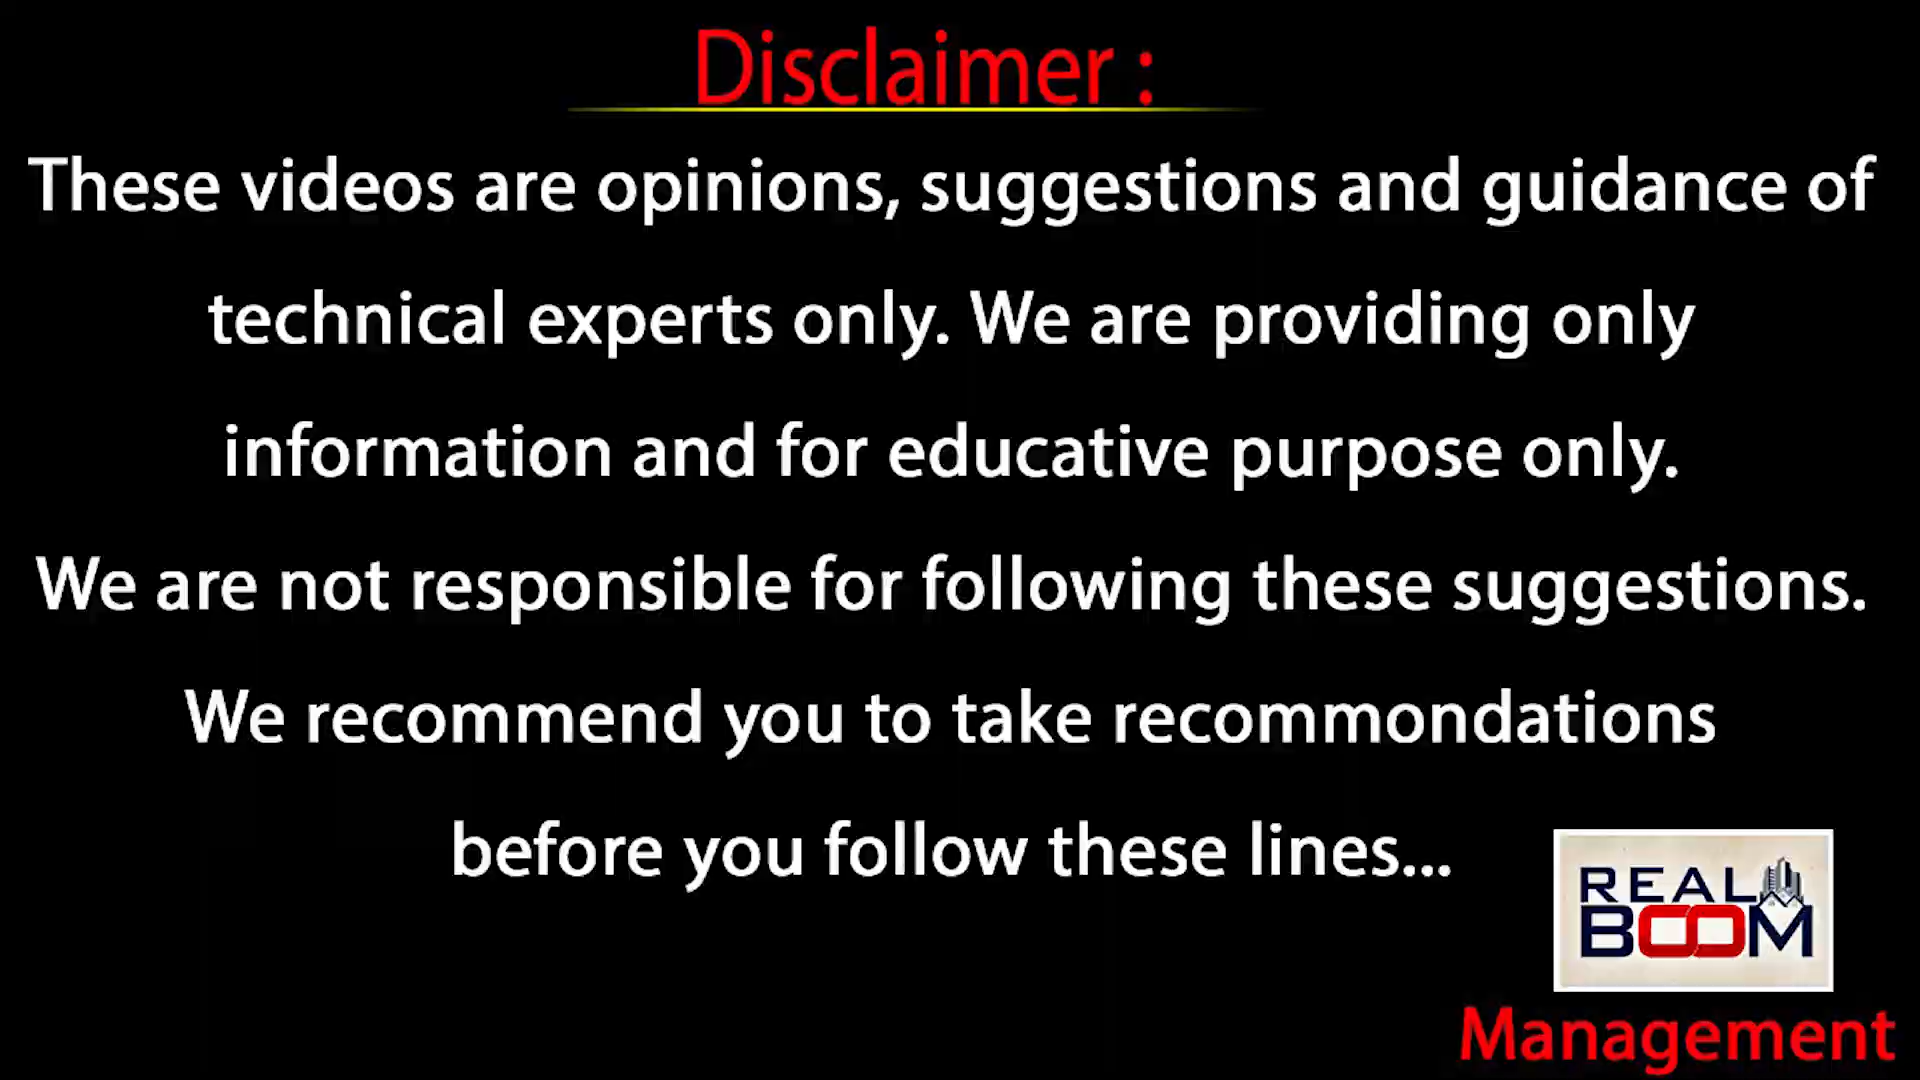 Disclaimer :
These videos are opinions, suggestions and guidance of
technical experts only. We are providing only
information and for educative purpose only.
We are not responsible for following these suggestions.
We recommend you to take recommondations
before you follow these lines...
REAL
BOOM
Management